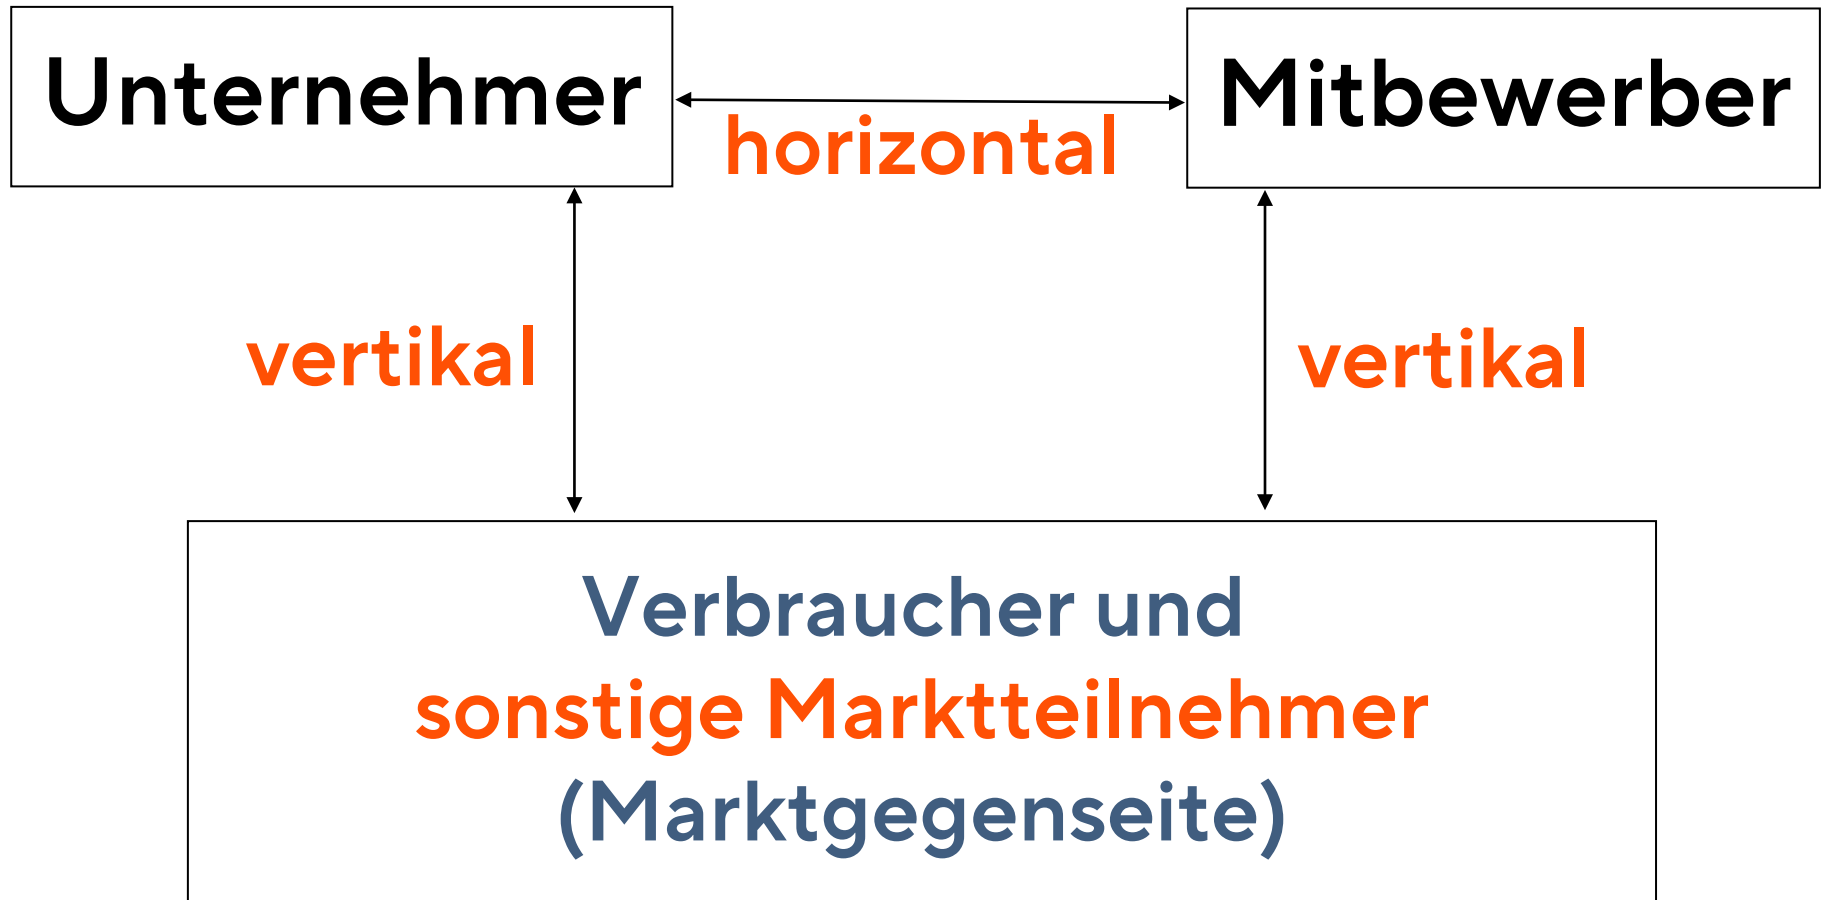 Unternehmer
Mitbewerber
horizontal
vertikal
vertikal
Verbraucher und
sonstige Marktteilnehmer
(Marktgegenseite)